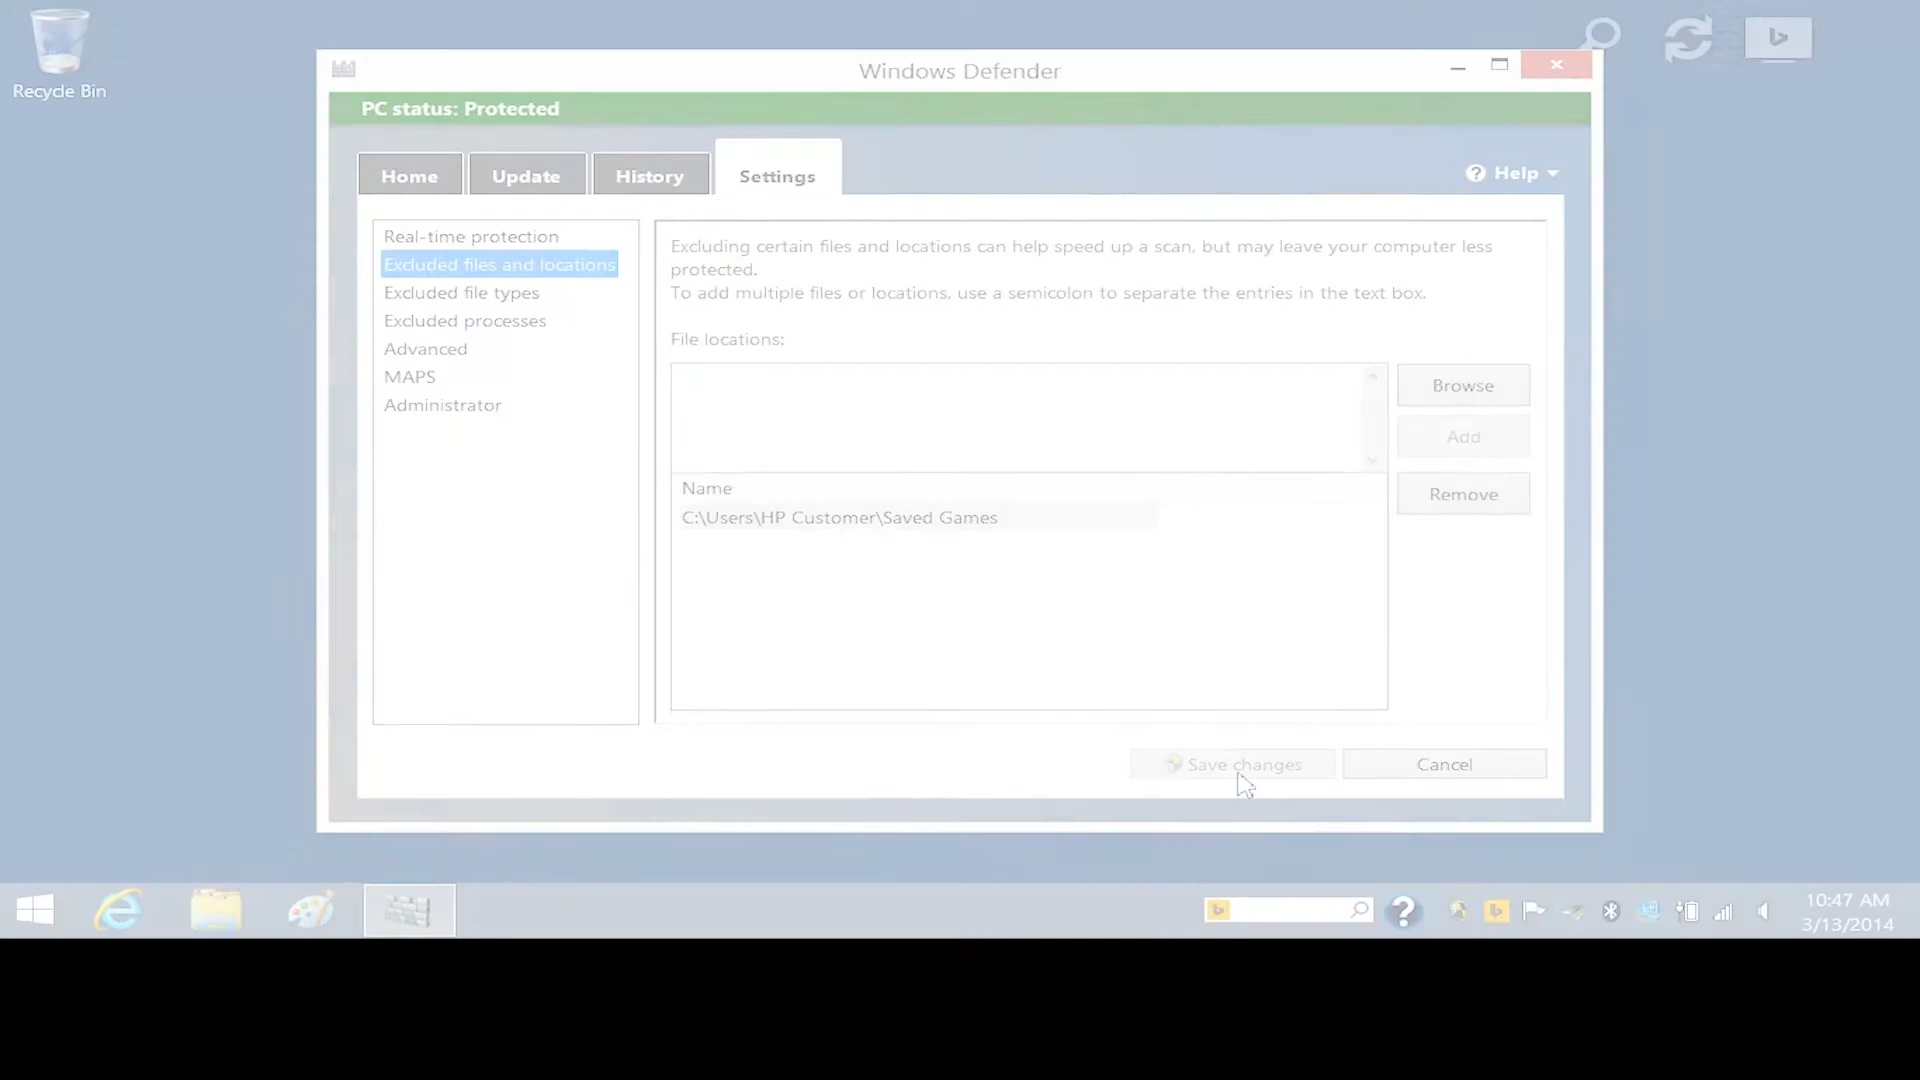 Recycle Bin
Windows Defender
PC status: Protected
Home
Update
History
Settings
Help
Real-time protection
Excluded files and locations
Excluded file types
Excluded processes
Advanced
MAPS
Administrator
Excluding certain files and locations can help speed up a scan, but may leave your computer less
protected.
To add multiple files or locations, use a semicolon to separate the entries in the text box.
File locations:
Browse
Add
Name
Remove
C:\Users\HP Customer\Saved Games
Save changes
Cancel
10:47 AM
3/13/2014